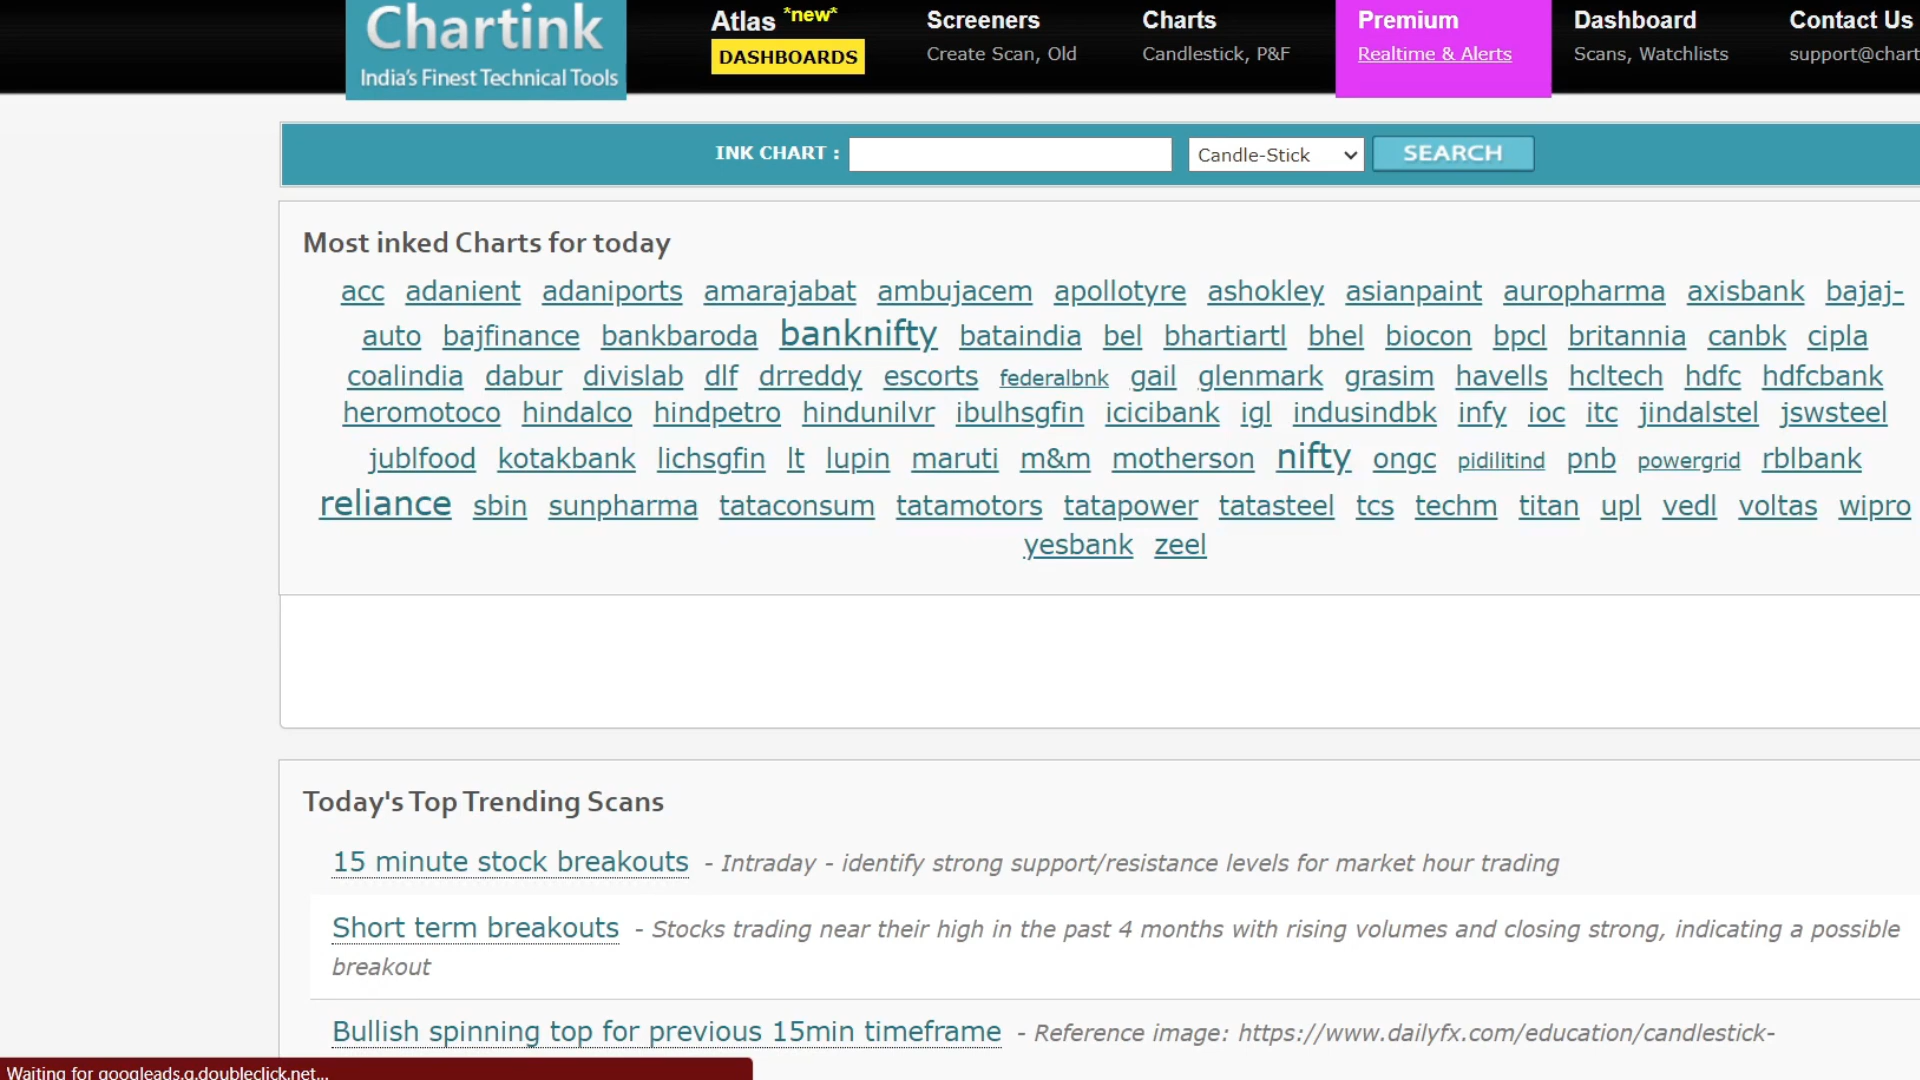 Chartink
India's Finest Technical Tools
Atlas *new*
DASHBOARDS
Screeners
Create Scan, Old
Charts
Candlestick, P&F
Premium
Realtime & Alerts
Dashboard
Scans, Watchlists
Contact Us
support@chart
INK CHART :
Candle-Stick
SEARCH
Most inked Charts for today
acc adanient adaniports amarajabat ambujacem apollotyre ashokley asianpaint auropharma axisbank bajaj-
auto bajfinance bankbaroda banknifty bataindia bel bhartiartl bhel biocon bpcl britannia canbk cipla
coalindia dabur divislab dlf drreddy escorts federalbnk gail glenmark grasim havells hcltech hdfc hdfcbank
heromotoco hindalco hindpetro hindunilvr ibulhsgfin icicibank igl indusindbk infy ioc itc jindalstel jswsteel
jublfood kotakbank lichsgfin lt lupin maruti m&m motherson nifty ongc pidilitind pnb powergrid rblbank
reliance sbin sunpharma tataconsum tatamotors tatapower tatasteel tcs techm titan upl vedl voltas wipro
yesbank zeel
Today's Top Trending Scans
15 minute stock breakouts - Intraday - identify strong support/resistance levels for market hour trading
Short term breakouts - Stocks trading near their high in the past 4 months with rising volumes and closing strong, indicating a possible
breakout
Bullish spinning top for previous 15min timeframe - Reference image: https://www.dailyfx.com/education/candlestick-
Waiting for googleads.g.doubleclick.net...